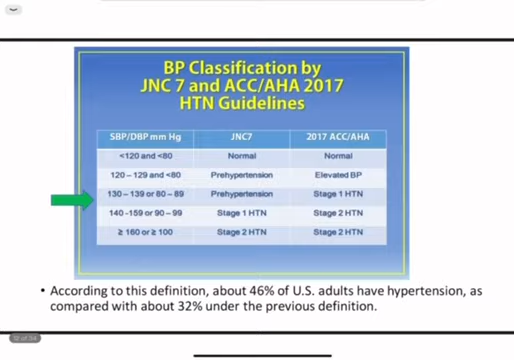 BP Classification by
JNC 7 and ACC/AHA 2017
HTN Guidelines
SBP/DBP mm Hg JNC7 2017 ACC/AHA
<120 and <80 Normal Normal
120 – 129 and <80 Prehypertension Elevated BP
130 – 139 or 80 – 89 Prehypertension Stage 1 HTN
140 -159 or 90 – 99 Stage 1 HTN Stage 2 HTN
≥ 160 or ≥ 100 Stage 2 HTN Stage 2 HTN
• According to this definition, about 46% of U.S. adults have hypertension, as
compared with about 32% under the previous definition.
12 of 54